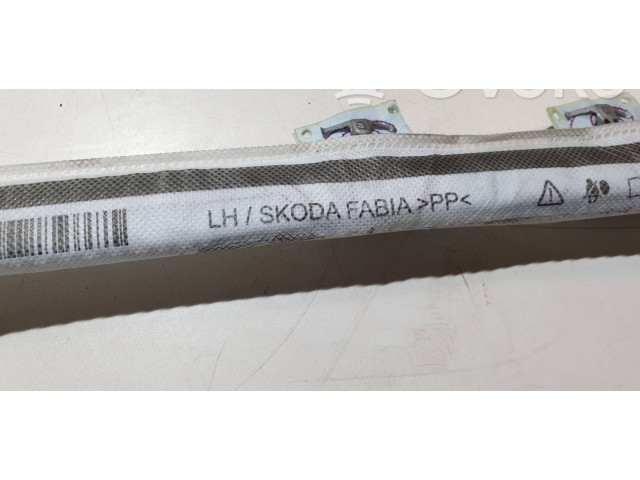 LH / SKODA FABIA >PP<